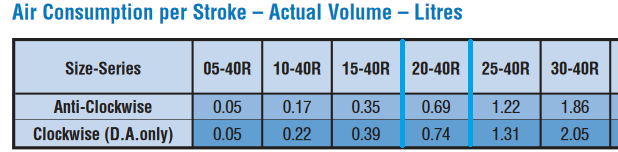 Air Consumption per Stroke – Actual Volume – Litres
Size-Series 05-40R 10-40R 15-40R 20-40R 25-40R 30-40R
Anti-Clockwise 0.05 0.17 0.35 0.69 1.22 1.86
Clockwise (D.A.only) 0.05 0.22 0.39 0.74 1.31 2.05